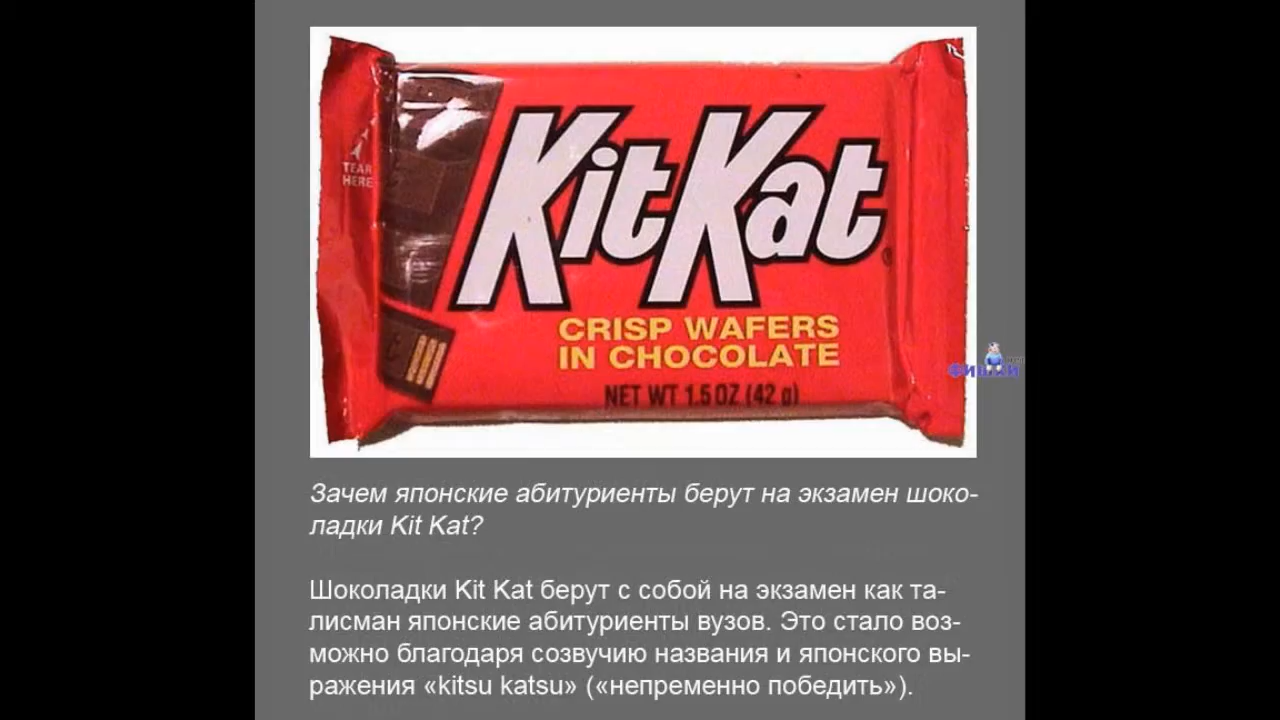 TEAR
HERE
KitKat
CRISP WAFERS
IN CHOCOLATE
NET WT 1.5 OZ (42 g)
ФИШКИ
Зачем японские абитуриенты берут на экзамен шоко-
ладки Kit Kat?
Шоколадки Kit Kat берут с собой на экзамен как та-
лисман японские абитуриенты вузов. Это стало воз-
можно благодаря созвучию названия и японского вы-
ражения «kitsu katsu» («непременно победить»).